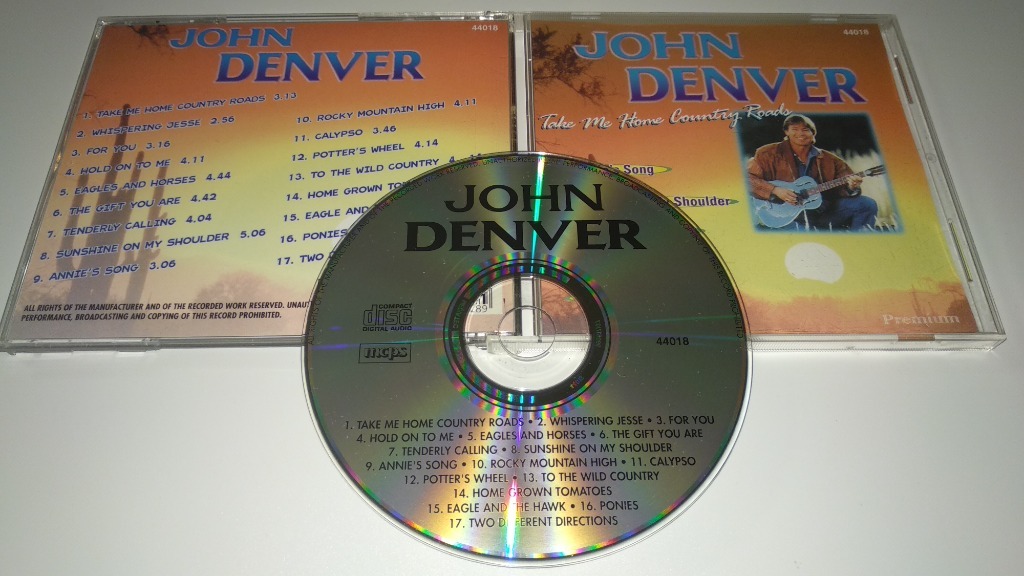 44018
JOHN
DENVER
1. TAKE ME HOME COUNTRY ROADS 3.13
2. WHISPERING JESSE 2.56
3. FOR YOU 3.16
4. HOLD ON TO ME 4.11
5. EAGLES AND HORSES 4.44
6. THE GIFT YOU ARE 4.42
7. TENDERLY CALLING 4.04
8. SUNSHINE ON MY SHOULDER 5.06
9. ANNIE'S SONG 3.06
10. ROCKY MOUNTAIN HIGH 4.11
11. CALYPSO 3.46
12. POTTER'S WHEEL 4.14
13. TO THE WILD COUNTRY
14. HOME GROWN
15. EAGLE AND
16. PONIES
17. TWO
ALL RIGHTS OF THE MANUFACTURER AND OF THE RECORDED WORK RESERVED.
PERFORMANCE, BROADCASTING AND COPYING OF THIS RECORD PROHIBITED.
44018
JOHN
DENVER
Take Me Home Country Roads
Song
Shoulder
Premium
JOHN
DENVER
COMPACT
disc
DIGITAL AUDIO
mcps
44018
1. TAKE ME HOME COUNTRY ROADS • 2. WHISPERING JESSE • 3. FOR YOU
4. HOLD ON TO ME • 5. EAGLES AND HORSES • 6. THE GIFT YOU ARE
7. TENDERLY CALLING • 8. SUNSHINE ON MY SHOULDER
9. ANNIE'S SONG • 10. ROCKY MOUNTAIN HIGH • 11. CALYPSO
12. POTTER'S WHEEL • 13. TO THE WILD COUNTRY
14. HOME GROWN TOMATOES
15. EAGLE AND THE HAWK • 16. PONIES
17. TWO DIFFERENT DIRECTIONS